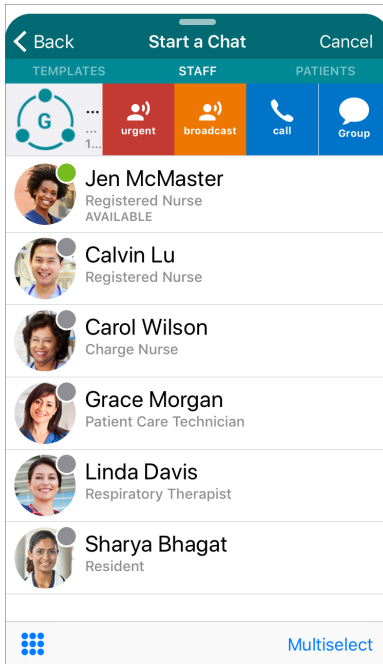 Back Start a Chat Cancel
TEMPLATES STAFF PATIENTS
G ...
...
1...
urgent broadcast call Group
Jen McMaster
Registered Nurse
AVAILABLE
Calvin Lu
Registered Nurse
Carol Wilson
Charge Nurse
Grace Morgan
Patient Care Technician
Linda Davis
Respiratory Therapist
Sharya Bhagat
Resident
Multiselect